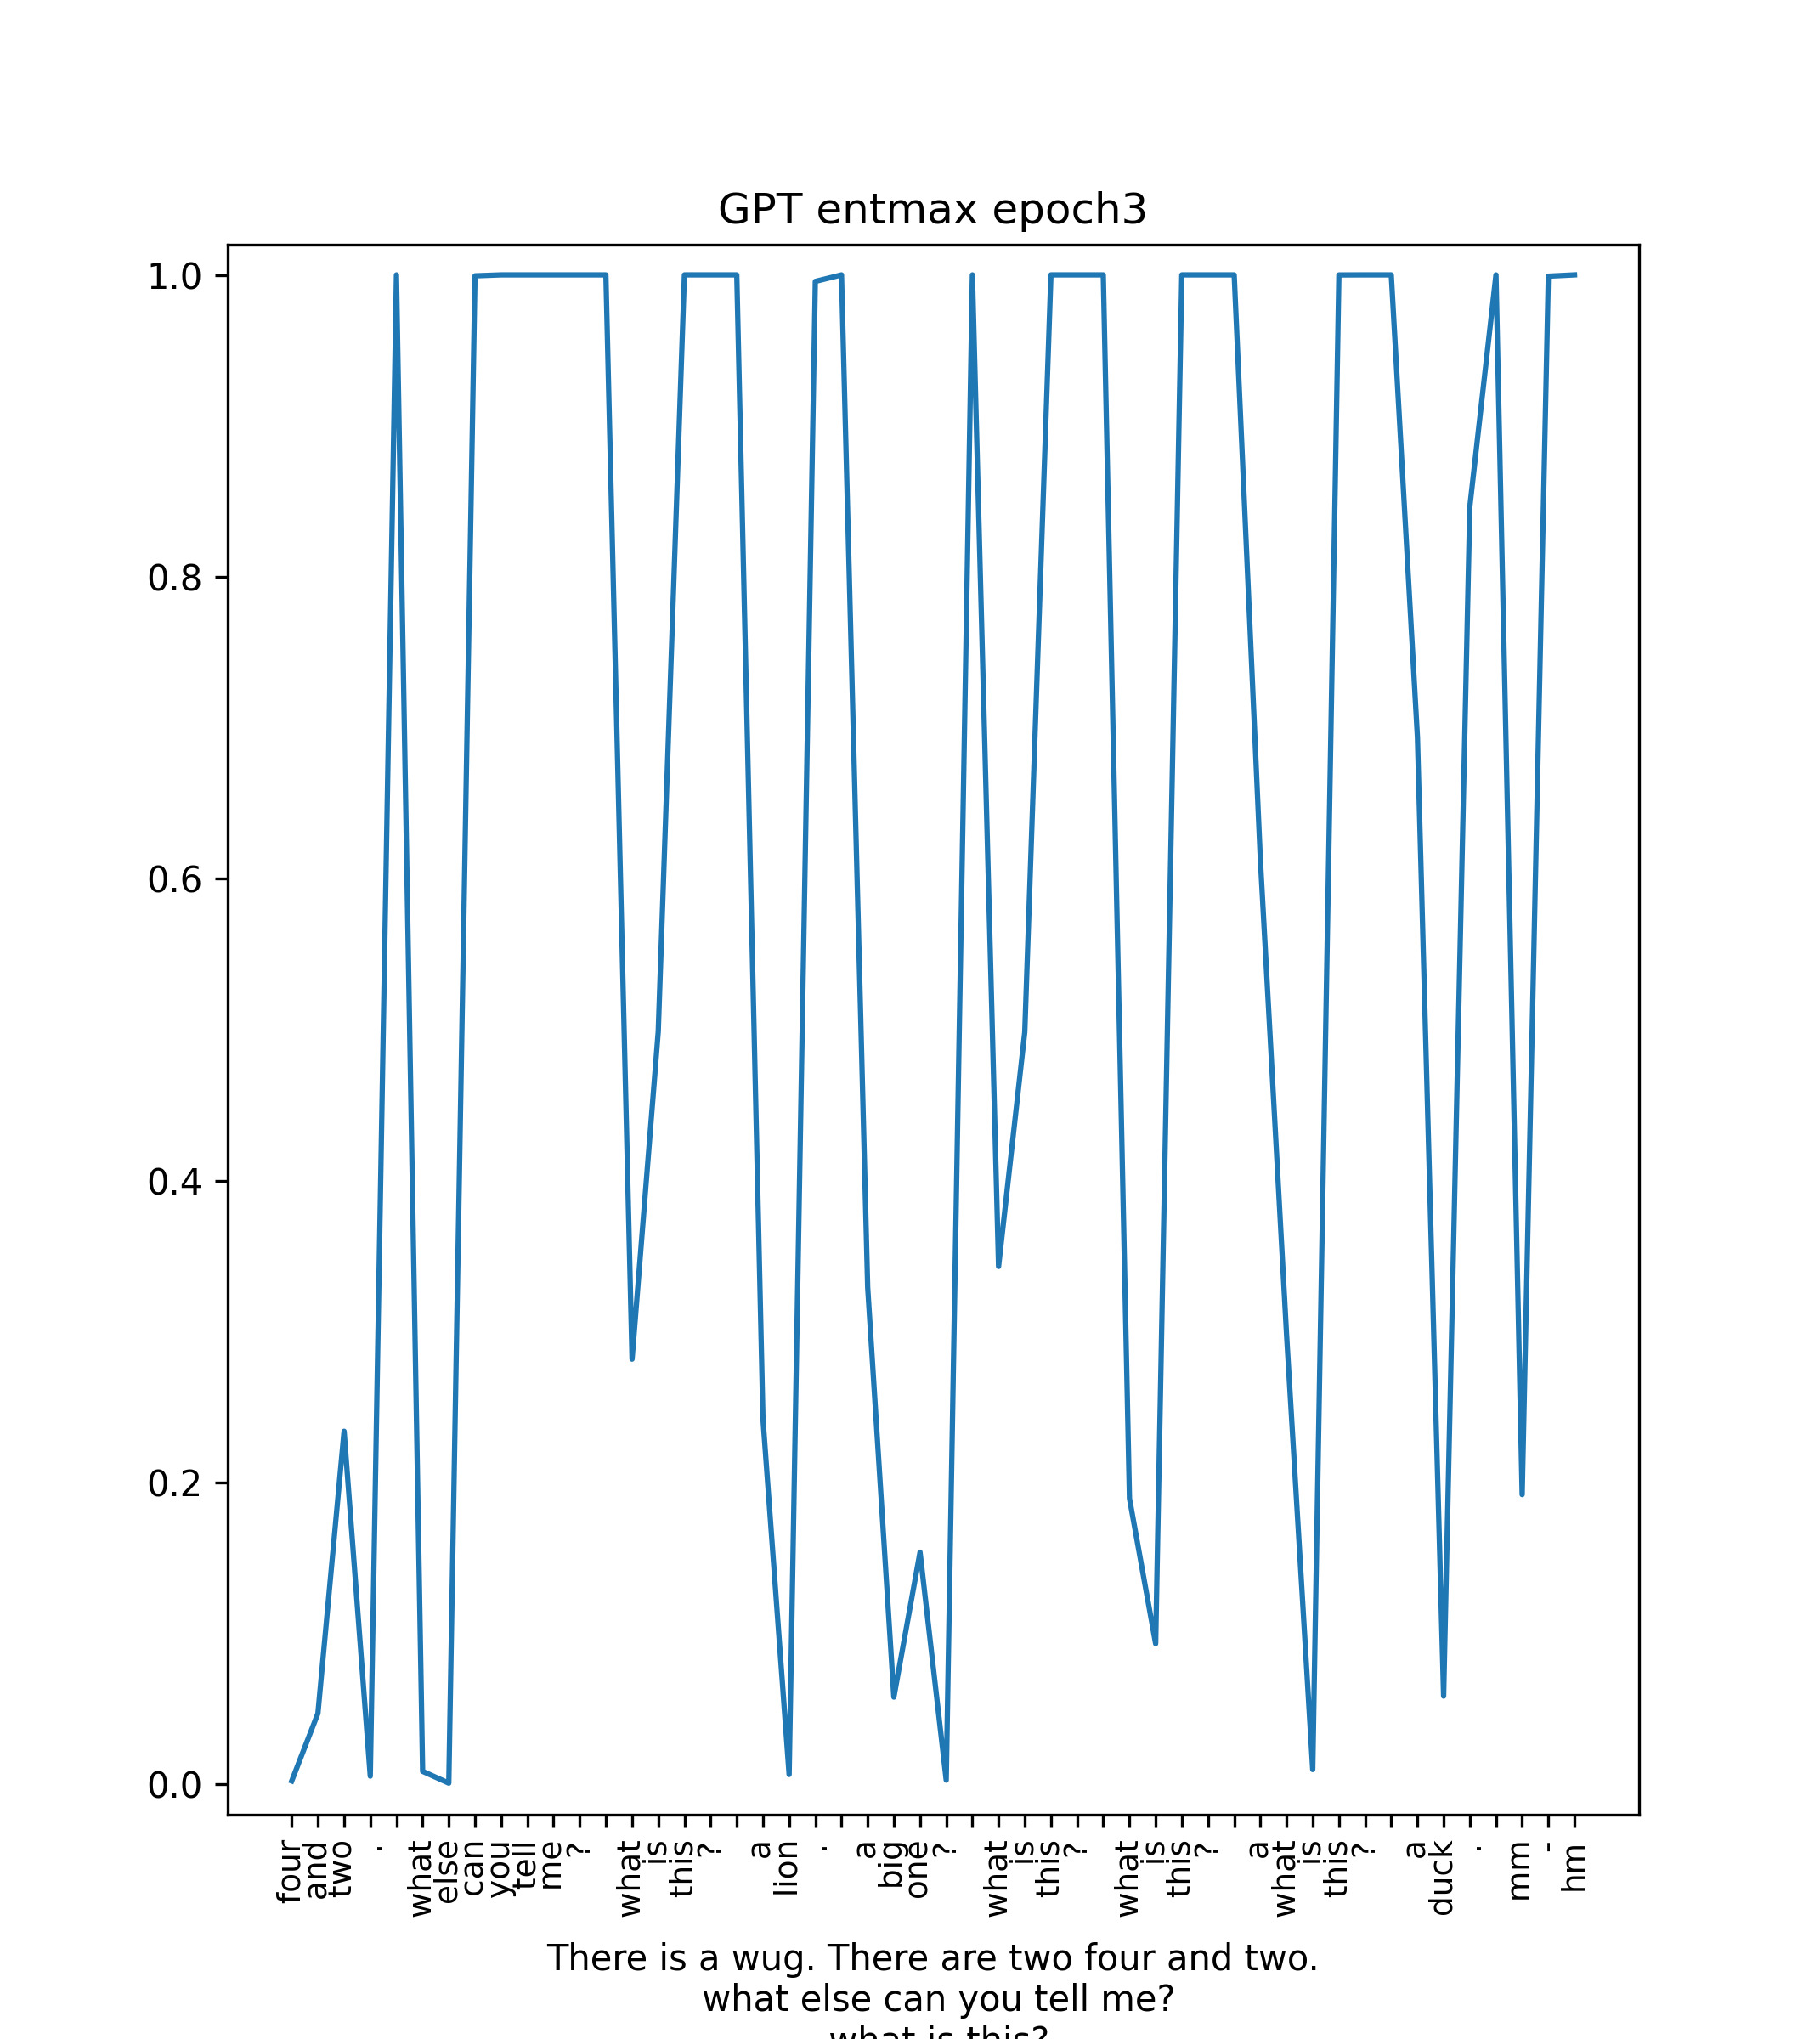 GPT entmax epoch3
1.0
0.8
0.6
0.4
0.2
0.0
four
and
two
.
what
else
can
you
tell
me
?
what
is
this
?
a
lion
.
a
big
one
?
what
is
this
?
what
is
this
?
a
what
is
this
?
a
duck
.
mm
-
hm
There is a wug. There are two four and two.
what else can you tell me?
what is this?